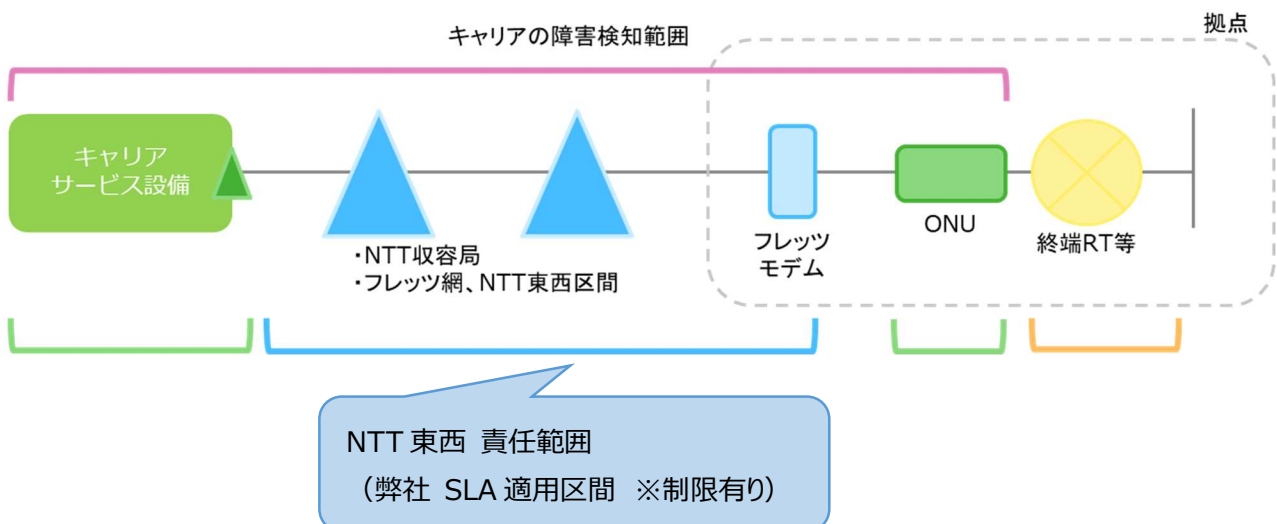 キャリアの障害検知範囲
拠点
キャリア
サービス設備
・NTT収容局
・フレッツ網、NTT東西区間
フレッツ
モデム
ONU
終端RT等
NTT 東西 責任範囲
（弊社 SLA 適用区間 ※制限有り）